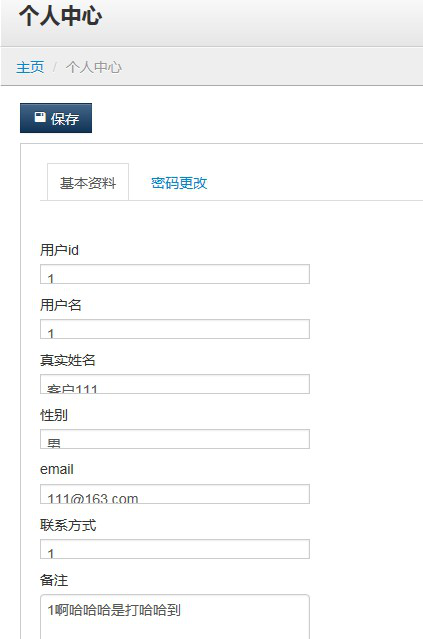 个人中心
主页 / 个人中心
保存
基本资料 密码更改
用户id
1
用户名
1
真实姓名
客户111
性别
男
email
111@163.com
联系方式
1
备注
1啊哈哈哈是打哈哈到